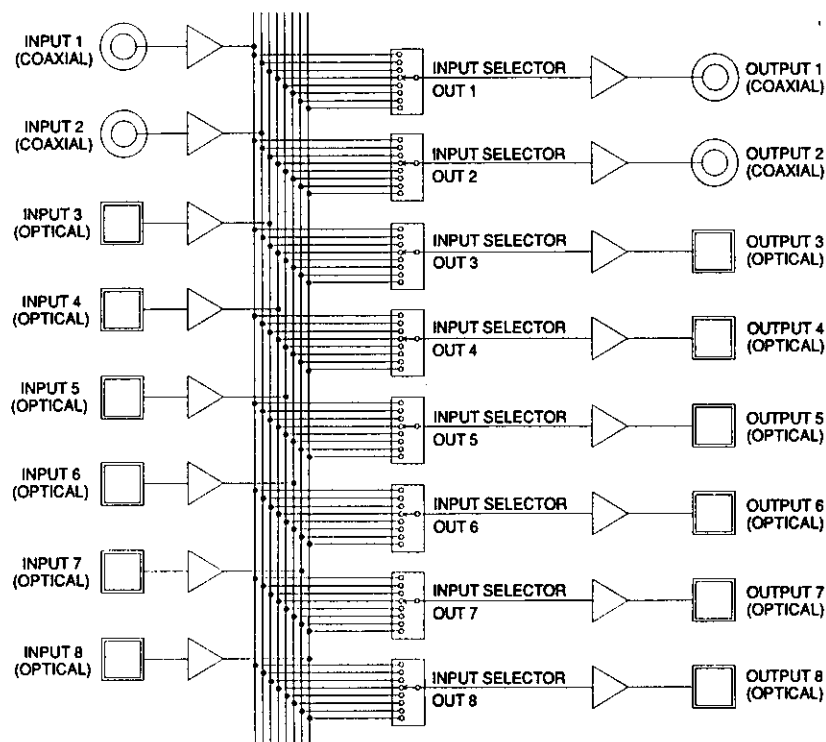 INPUT 1
(COAXIAL)
INPUT SELECTOR
OUT 1
OUTPUT 1
(COAXIAL)
INPUT 2
(COAXIAL)
INPUT SELECTOR
OUT 2
OUTPUT 2
(COAXIAL)
INPUT 3
(OPTICAL)
INPUT SELECTOR
OUT 3
OUTPUT 3
(OPTICAL)
INPUT 4
(OPTICAL)
INPUT SELECTOR
OUT 4
OUTPUT 4
(OPTICAL)
INPUT 5
(OPTICAL)
INPUT SELECTOR
OUT 5
OUTPUT 5
(OPTICAL)
INPUT 6
(OPTICAL)
INPUT SELECTOR
OUT 6
OUTPUT 6
(OPTICAL)
INPUT 7
(OPTICAL)
INPUT SELECTOR
OUT 7
OUTPUT 7
(OPTICAL)
INPUT 8
(OPTICAL)
INPUT SELECTOR
OUT 8
OUTPUT 8
(OPTICAL)